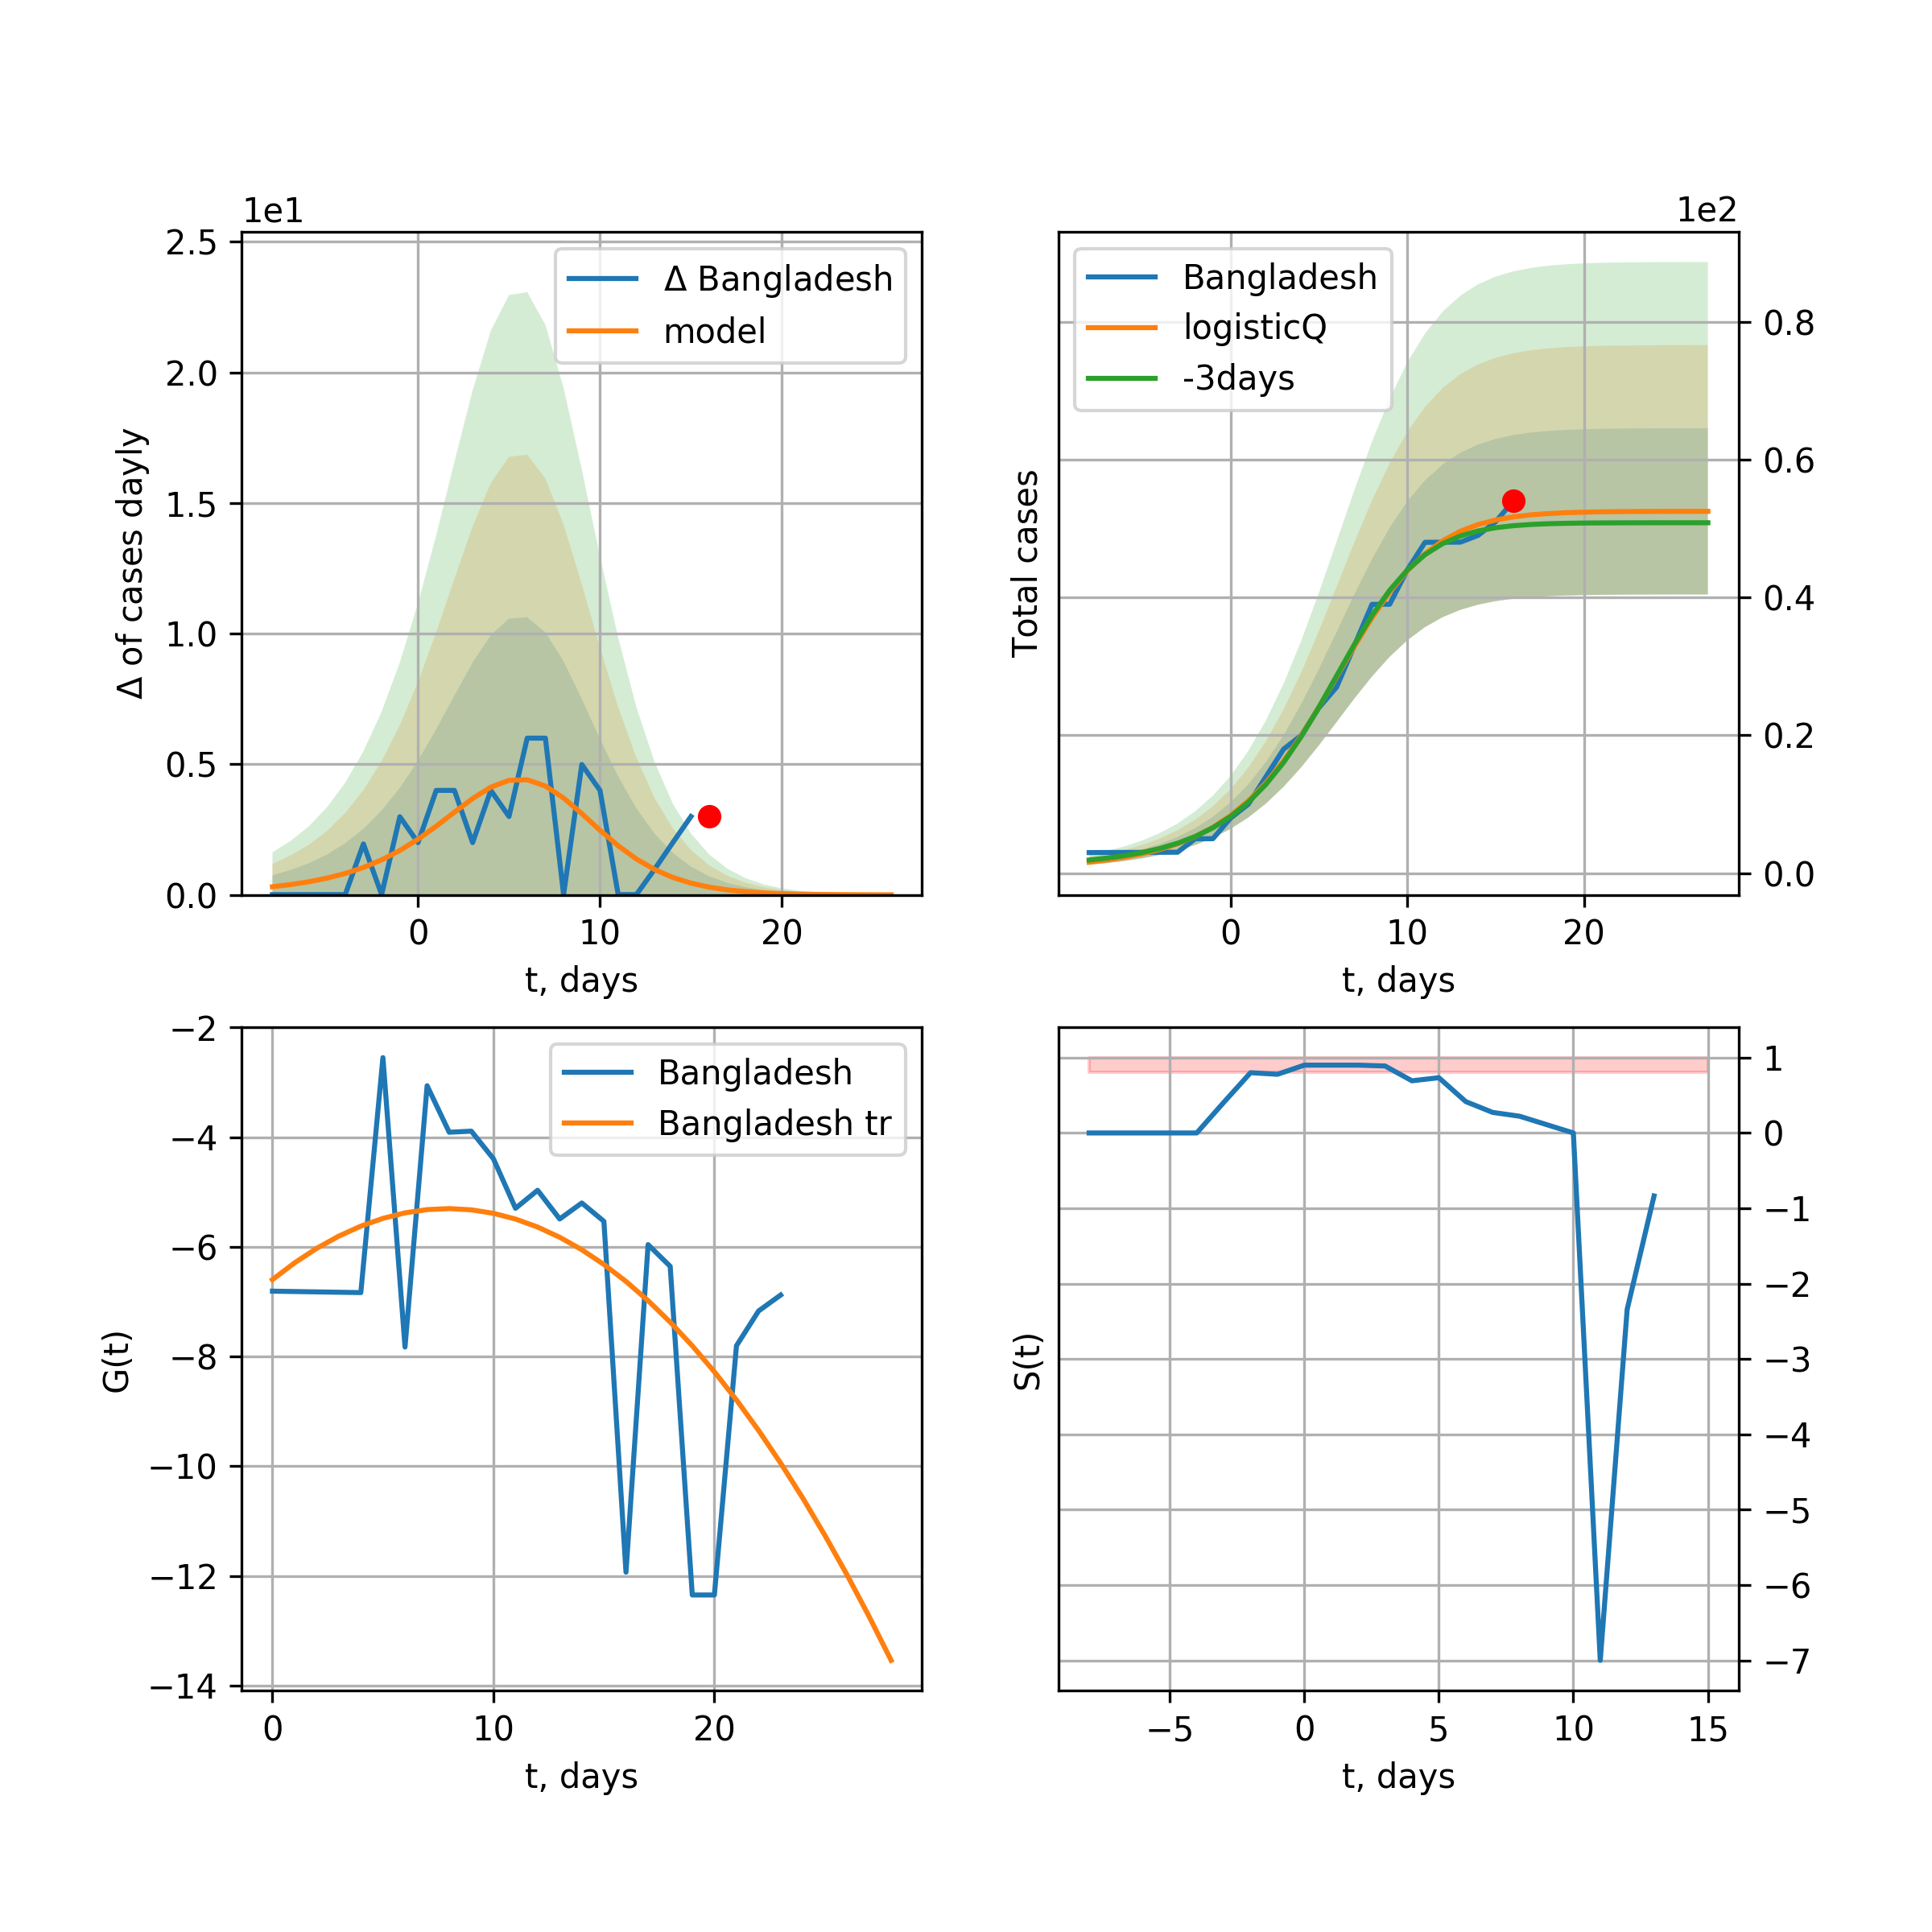 1e1
2.5
2.0
1.5
1.0
0.5
0.0
Δ of cases dayly
Δ Bangladesh
model
0 10 20
t, days
1e2
Bangladesh
logisticQ
-3days
Total cases
0.8
0.6
0.4
0.2
0.0
0 10 20
t, days
−2
−4
−6
−8
−10
−12
−14
G(t)
Bangladesh
Bangladesh tr
0 10 20
t, days
S(t)
1
0
−1
−2
−3
−4
−5
−6
−7
−5 0 5 10 15
t, days